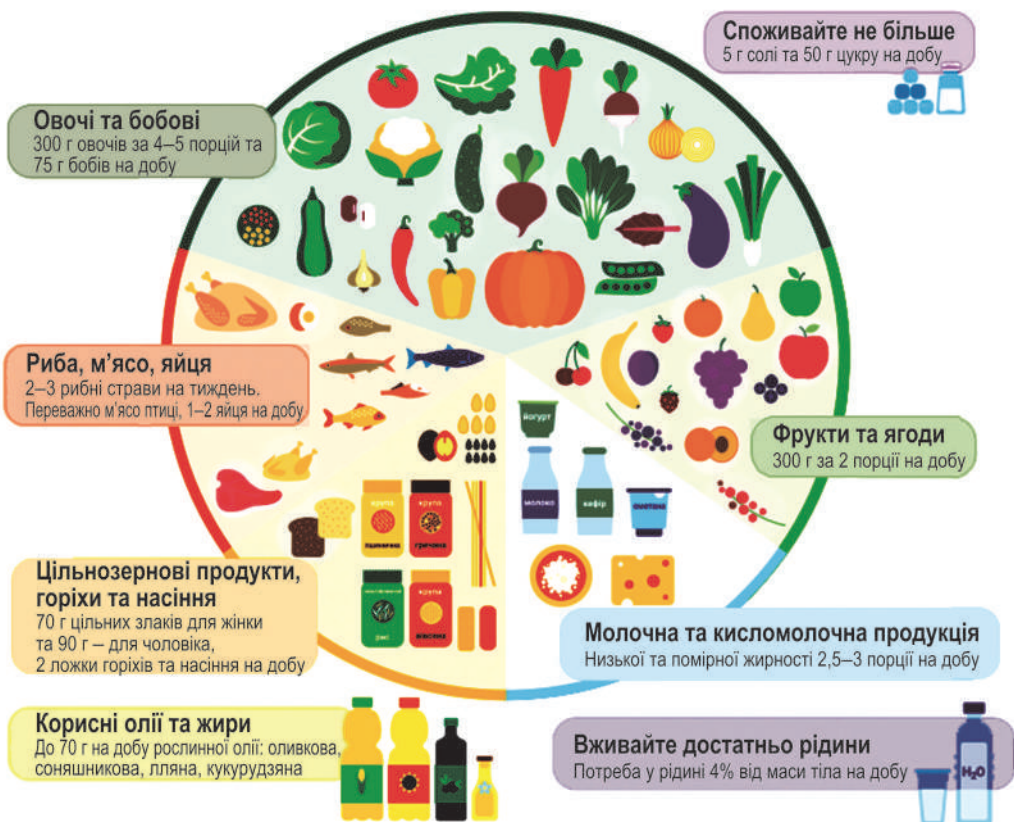 Споживайте не більше
5 г солі та 50 г цукру на добу
Овочі та бобові
300 г овочів за 4–5 порцій та
75 г бобів на добу
Риба, м’ясо, яйця
2–3 рибні страви на тиждень.
Переважно м’ясо птиці, 1–2 яйця на добу
йогурт
Фрукти та ягоди
300 г за 2 порції на добу
молоко
кефір
сметана
крупа
пшенична
крупа
гречана
рис
крупа
вівсяна
Цільнозернові продукти,
горіхи та насіння
70 г цільних злаків для жінки
та 90 г – для чоловіка,
2 ложки горіхів та насіння на добу
Молочна та кисломолочна продукція
Низької та помірної жирності 2,5–3 порції на добу
Корисні олії та жири
До 70 г на добу рослинної олії: оливкова,
соняшникова, лляна, кукурудзяна
Вживайте достатньо рідини
Потреба у рідині 4% від маси тіла на добу
H₂O